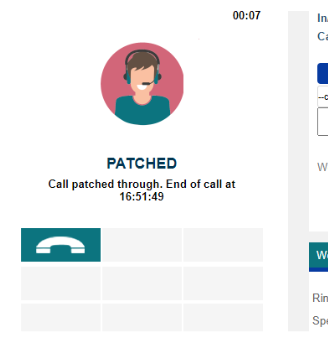 00:07
PATCHED
Call patched through. End of call at
16:51:49